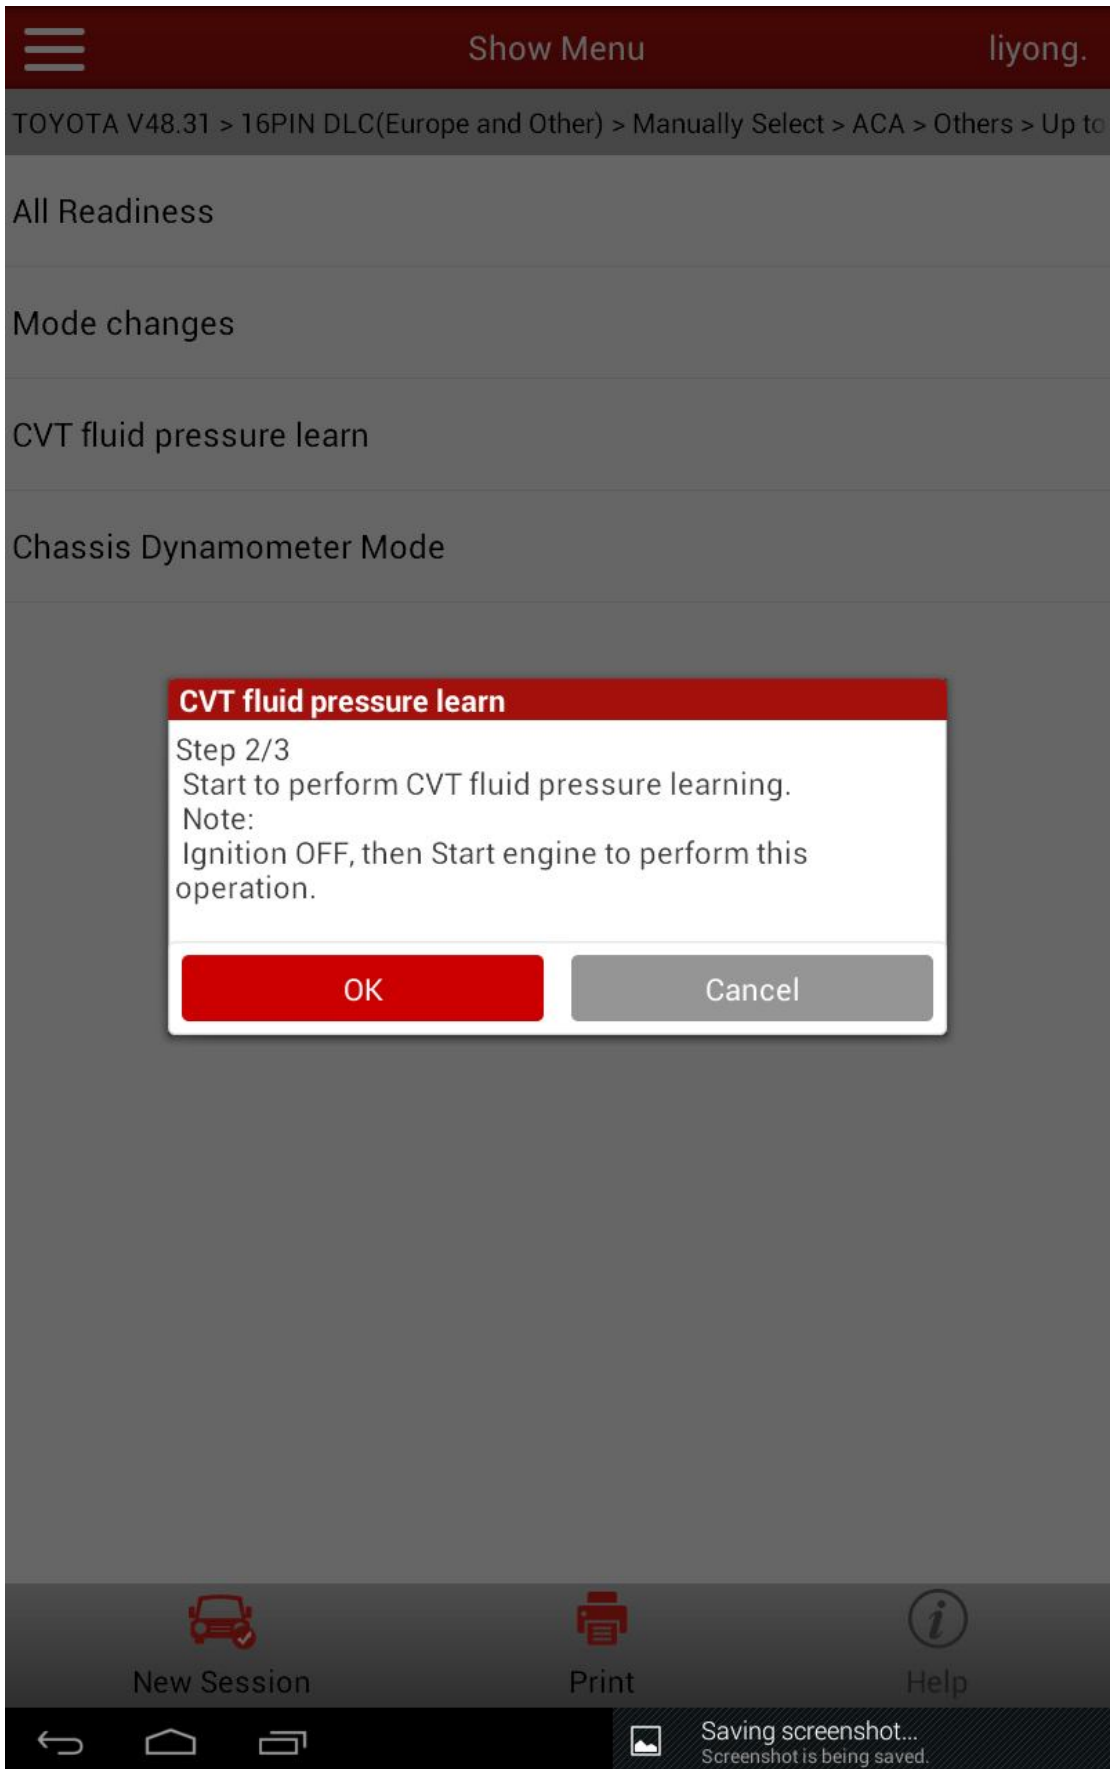 Show Menu
liyong.
TOYOTA V48.31 > 16PIN DLC(Europe and Other) > Manually Select > ACA > Others > Up to
All Readiness
Mode changes
CVT fluid pressure learn
Chassis Dynamometer Mode
CVT fluid pressure learn
Step 2/3
Start to perform CVT fluid pressure learning.
Note:
Ignition OFF, then Start engine to perform this
operation.
OK
Cancel
New Session
Print
Help
Saving screenshot...
Screenshot is being saved.